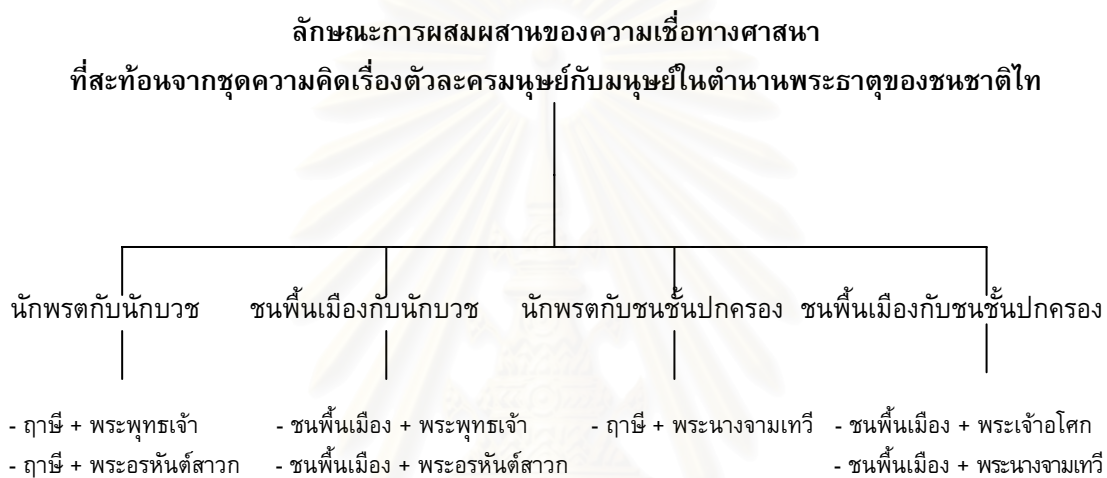 ลักษณะการผสมผสานของความเชื่อทางศาสนา
ที่สะท้อนจากชุดความคิดเรื่องตัวละครมนุษย์กับมนุษย์ในตำนานพระธาตุของชนชาติไท
นักพรตกับนักบวช ชนพื้นเมืองกับนักบวช นักพรตกับชนชั้นปกครอง ชนพื้นเมืองกับชนชั้นปกครอง
- ฤาษี + พระพุทธเจ้า - ชนพื้นเมือง + พระพุทธเจ้า - ฤาษี + พระนางจามเทวี - ชนพื้นเมือง + พระเจ้าอโศก
- ฤาษี + พระอรหันต์สาวก - ชนพื้นเมือง + พระอรหันต์สาวก - ชนพื้นเมือง + พระนางจามเทวี